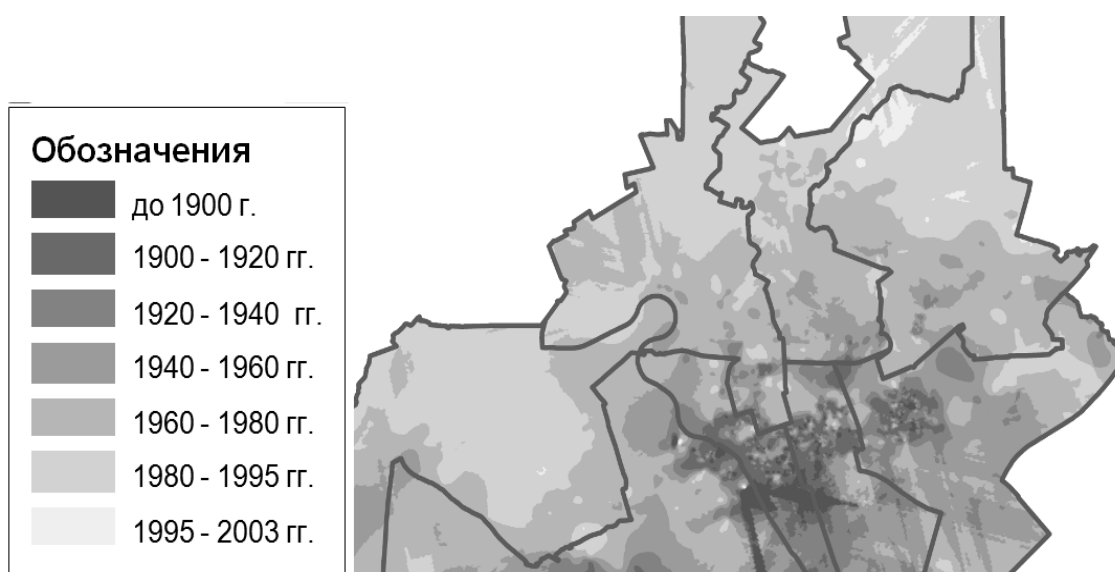 Обозначения
до 1900 г.
1900 - 1920 гг.
1920 - 1940 гг.
1940 - 1960 гг.
1960 - 1980 гг.
1980 - 1995 гг.
1995 - 2003 гг.